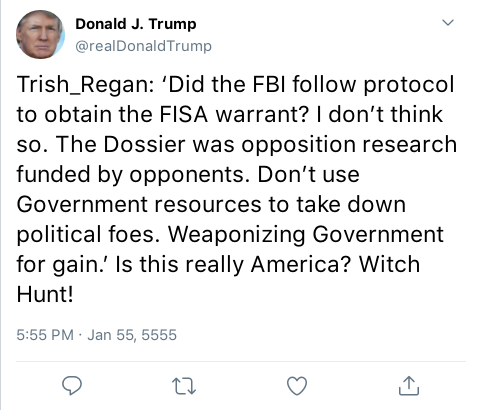 Donald J. Trump
@realDonaldTrump
Trish_Regan: ‘Did the FBI follow protocol
to obtain the FISA warrant? I don’t think
so. The Dossier was opposition research
funded by opponents. Don’t use
Government resources to take down
political foes. Weaponizing Government
for gain.’ Is this really America? Witch
Hunt!
5:55 PM · Jan 55, 5555